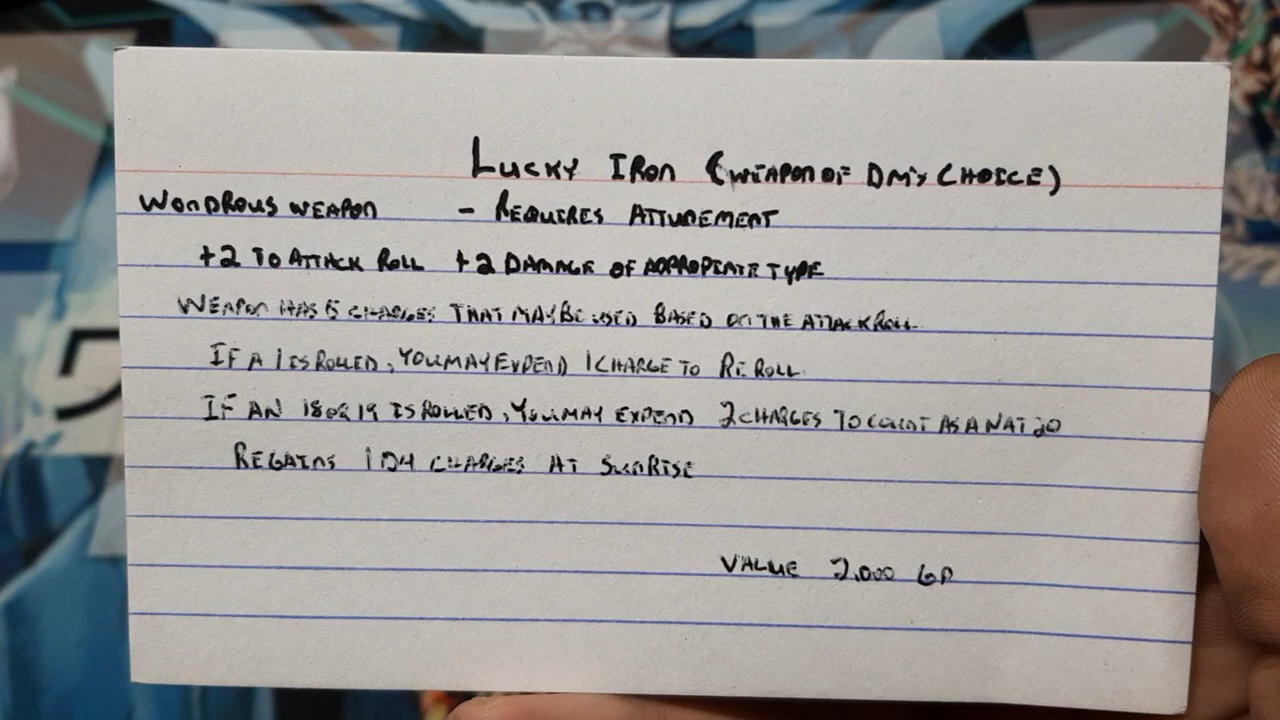 LUCKY IRON (WEAPON OF DM'S CHOICE)
WONDROUS WEAPON - REQUIRES ATTUNEMENT
+2 TO ATTACK ROLL +2 DAMAGE OF APPROPRIATE TYPE
WEAPON HAS 5 CHARGES THAT MAY BE USED BASED ON THE ATTACK ROLL.
IF A 1 IS ROLLED, YOU MAY EXPEND 1 CHARGE TO REROLL.
IF AN 18 OR 19 IS ROLLED, YOU MAY EXPEND 2 CHARGES TO COUNT AS A NAT 20
REGAINS 1D4 CHARGES AT SUNRISE
VALUE 2,000 GP